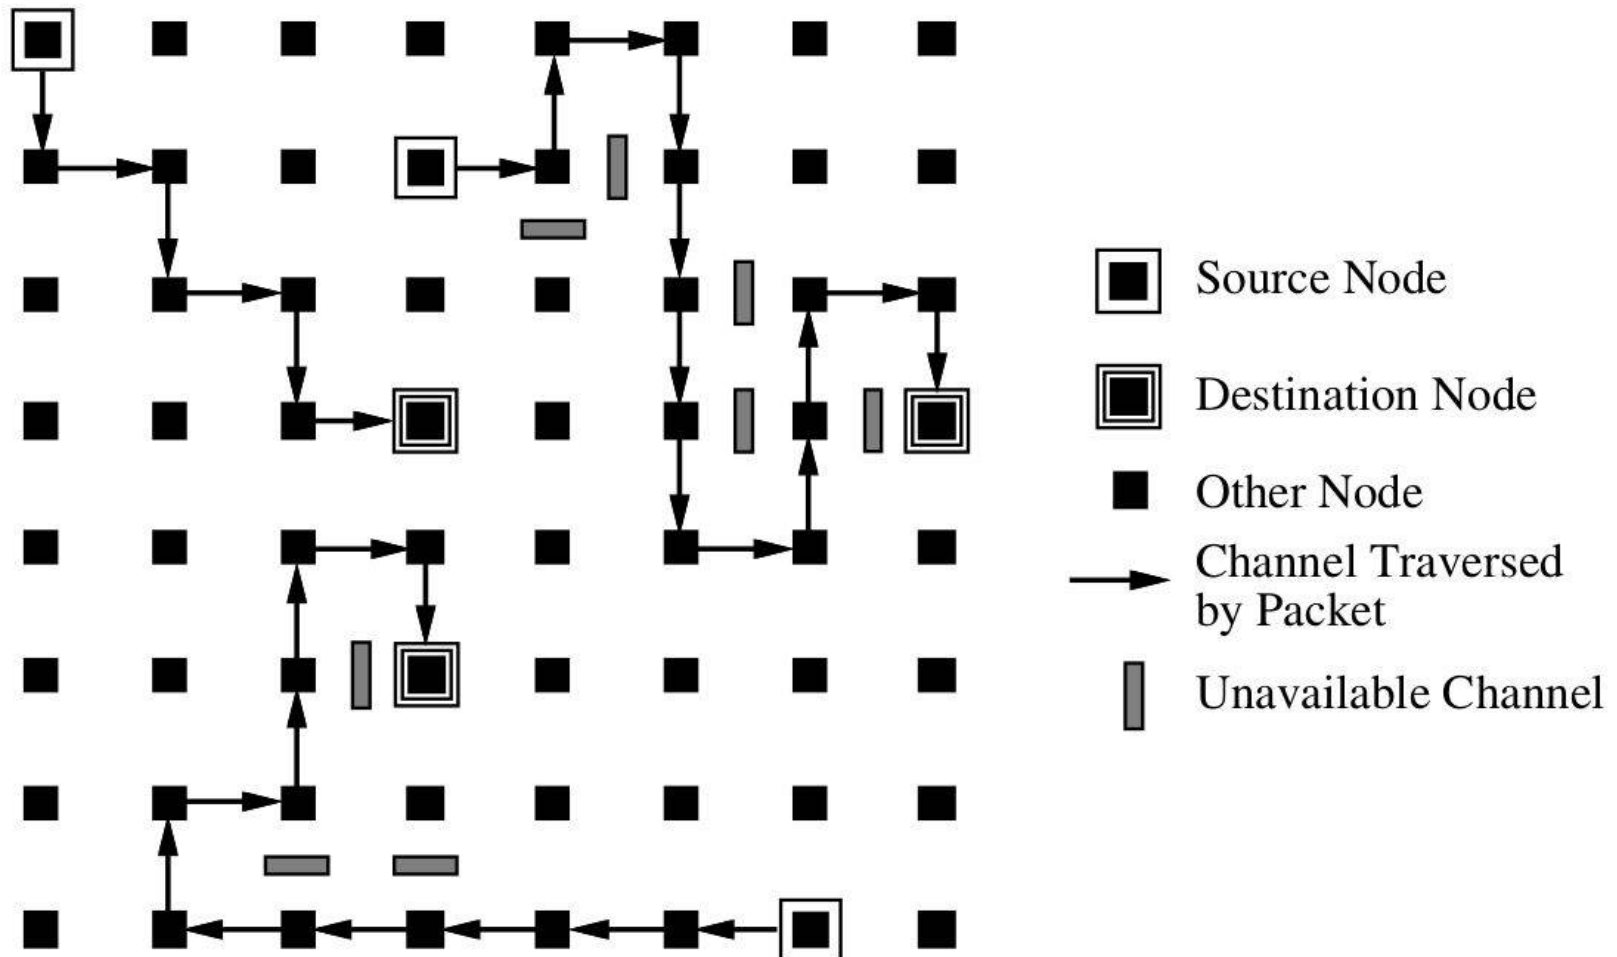 Source Node
Destination Node
Other Node
Channel Traversed
by Packet
Unavailable Channel